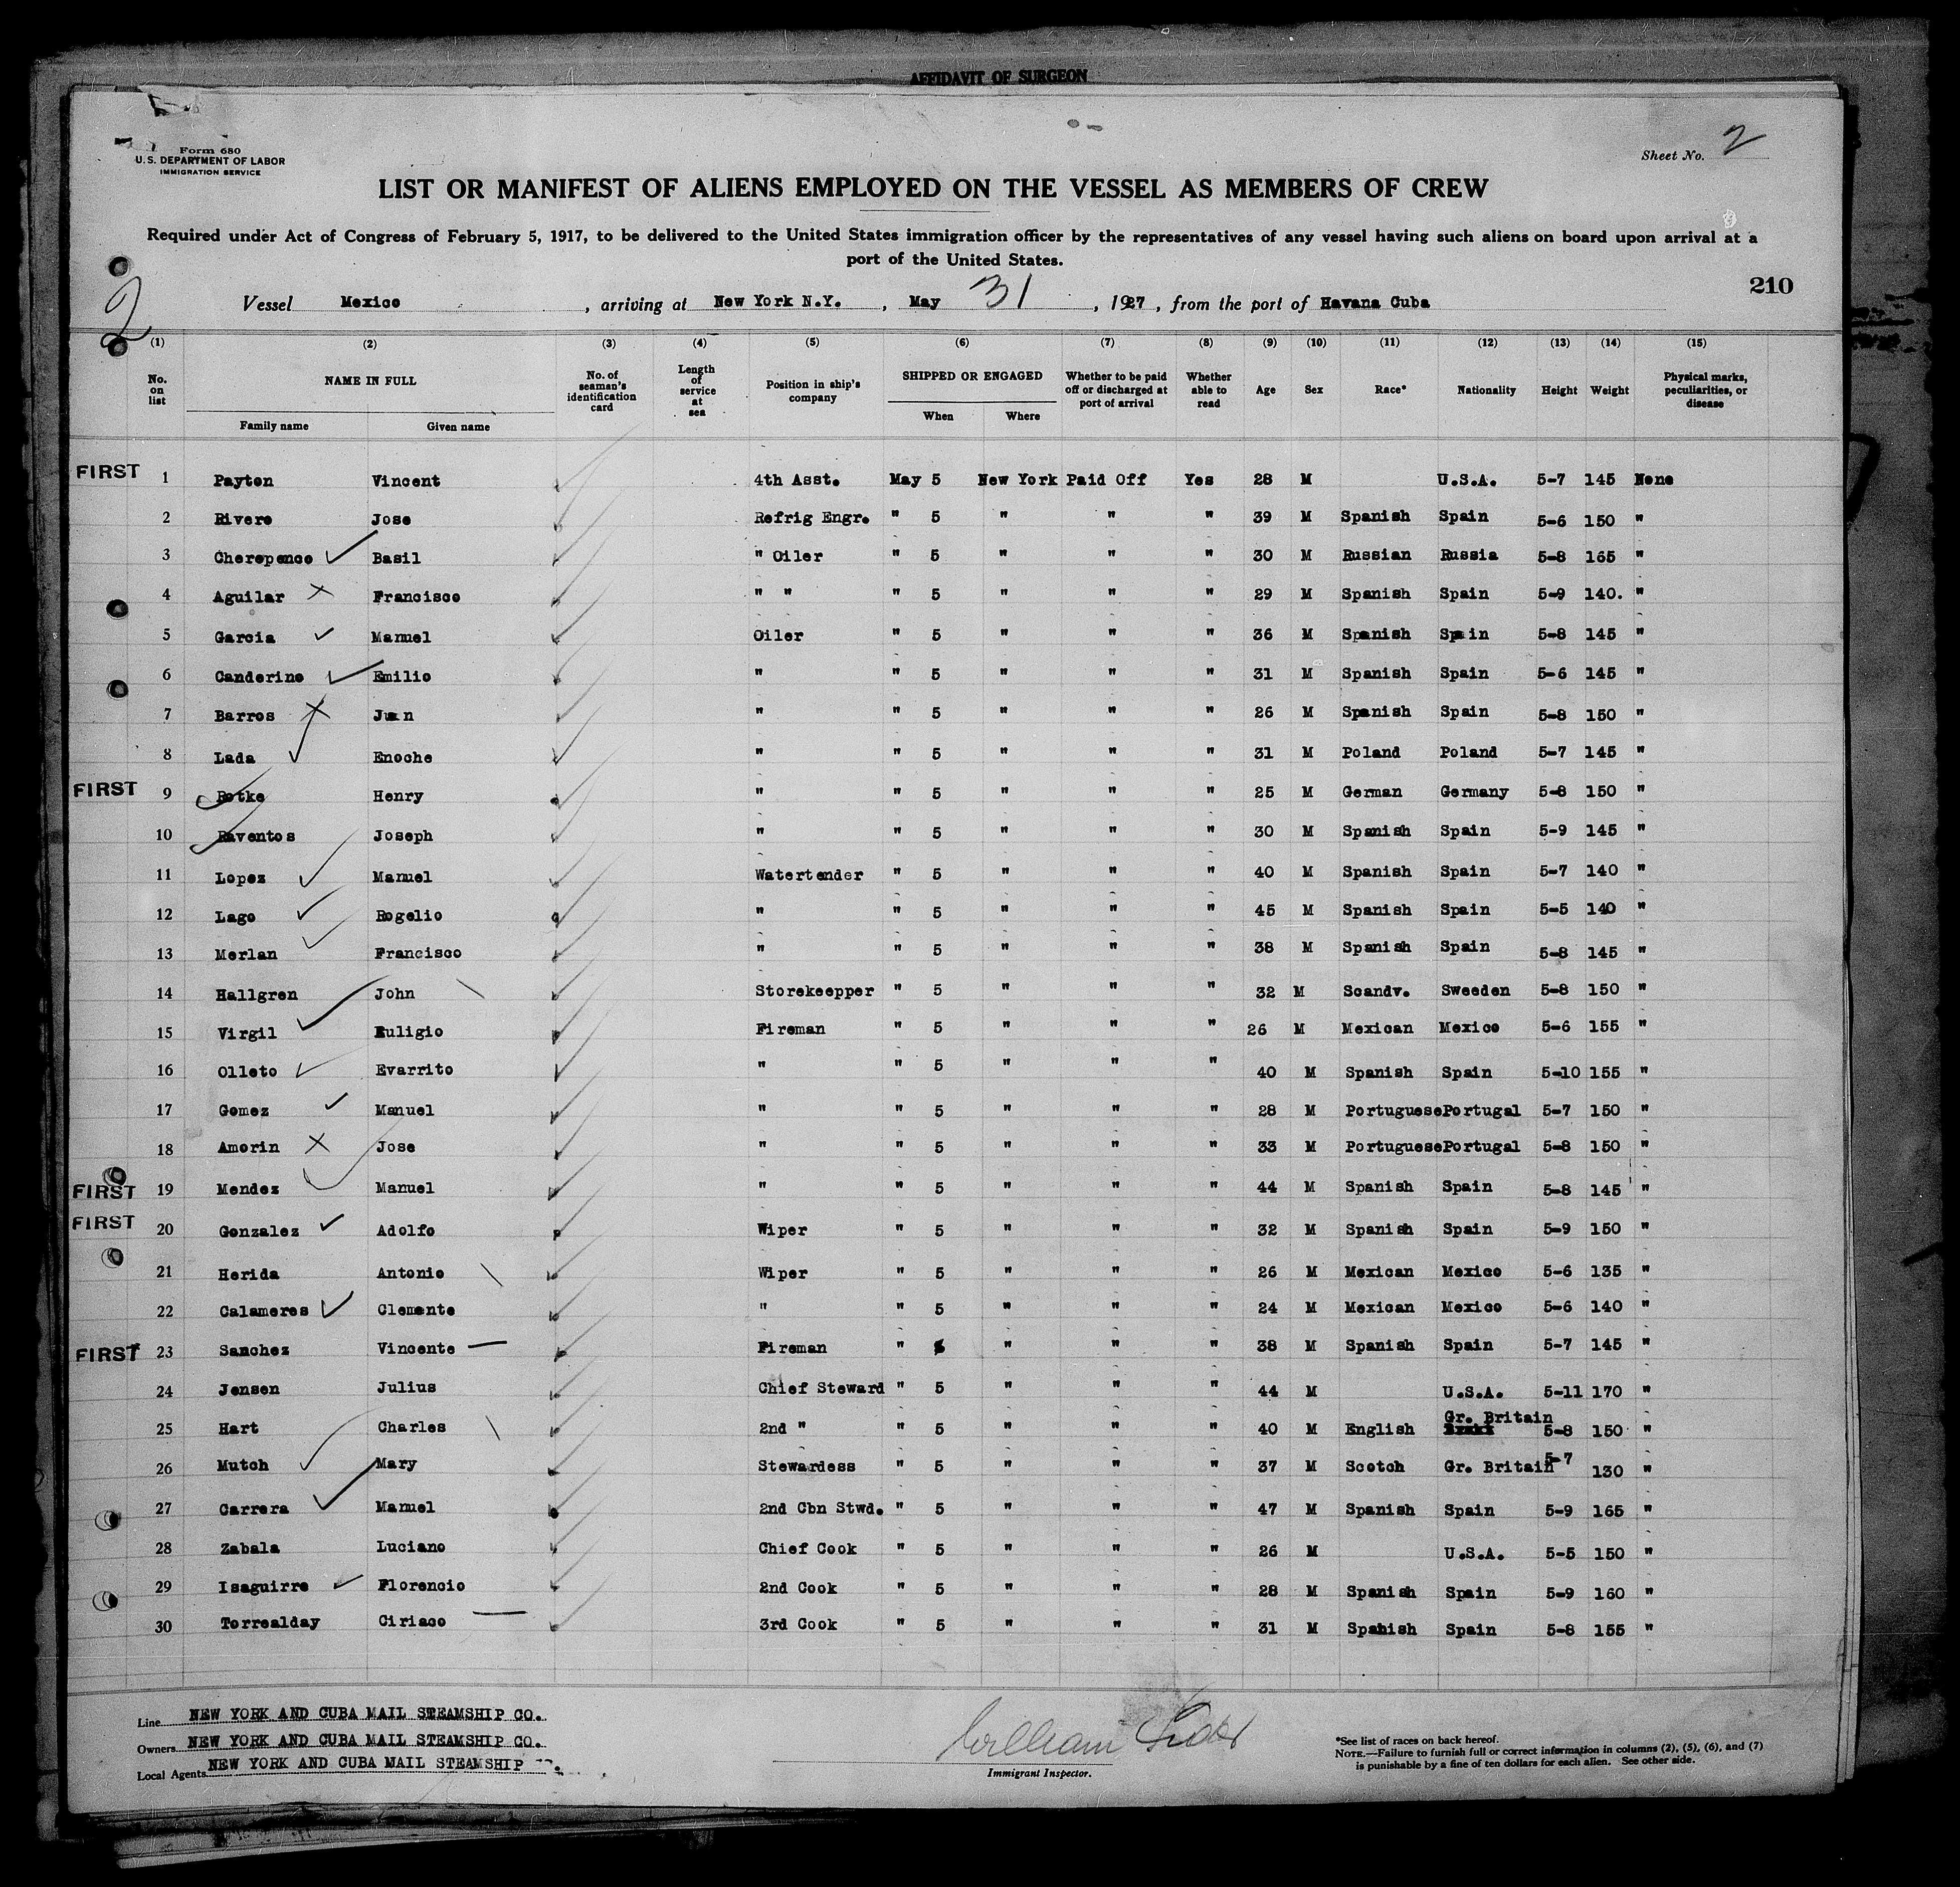 AFFIDAVIT OF SURGEON
Form 680
U.S. DEPARTMENT OF LABOR
IMMIGRATION SERVICE
Sheet No. 2
LIST OR MANIFEST OF ALIENS EMPLOYED ON THE VESSEL AS MEMBERS OF CREW
Required under Act of Congress of February 5, 1917, to be delivered to the United States immigration officer by the representatives of any vessel having such aliens on board upon arrival at a
port of the United States.
210
2
Vessel Mexico, arriving at New York N.Y., May 31, 1927, from the port of Havana Cuba
(1) (2) (3) (4) (5) (6) (7) (8) (9) (10) (11) (12) (13) (14) (15)
No. on list NAME IN FULL Family name Given name No. of seaman's identification card Length of service at sea Position in ship's company SHIPPED OR ENGAGED When Where Whether to be paid off or discharged at port of arrival Whether able to read Age Sex Race* Nationality Height Weight Physical marks, peculiarities, or disease
FIRST 1 Payton Vincent 4th Asst. May 5 New York Paid Off Yes 28 M U.S.A. 5-7 145 None
2 Rivero Jose Refrig Engr. " 5 " " " 39 M Spanish Spain 5-6 150 "
3 Cherepence Basil " Oiler " 5 " " " 30 M Russian Russia 5-8 165 "
4 Aguilar Francisco " " " 5 " " " 29 M Spanish Spain 5-9 140. "
5 Garcia Manuel Oiler " 5 " " " 36 M Spanish Spain 5-8 145 "
6 Canderino Emilio " " 5 " " " 31 M Spanish Spain 5-6 145 "
7 Barros Juan " " 5 " " " 26 M Spanish Spain 5-8 150 "
8 Lada Enoche " " 5 " " " 31 M Poland Poland 5-7 145 "
FIRST 9 Rotke Henry " " 5 " " " 25 M German Germany 5-8 150 "
10 Raventos Joseph " " 5 " " " 30 M Spanish Spain 5-9 145 "
11 Lopez Manuel Watertender " 5 " " " 40 M Spanish Spain 5-7 140 "
12 Lago Rogelio " " 5 " " " 45 M Spanish Spain 5-5 140 "
13 Merlan Francisco " " 5 " " " 38 M Spanish Spain 5-8 145 "
14 Hallgren John Storekeepper " 5 " " " 32 M Scandv. Sweeden 5-8 150 "
15 Virgil Euligio Fireman " 5 " " " 26 M Mexican Mexico 5-6 155 "
16 Olleto Evarrito " " 5 " " " 40 M Spanish Spain 5-10 155 "
17 Gomez Manuel " " 5 " " " 28 M Portuguese Portugal 5-7 150 "
18 Amorin Jose " " 5 " " " 33 M Portuguese Portugal 5-8 150 "
FIRST 19 Mendez Manuel " " 5 " " " 44 M Spanish Spain 5-8 145 "
FIRST 20 Gonzalez Adolfo Wiper " 5 " " " 32 M Spanish Spain 5-9 150 "
21 Herida Antonio Wiper " 5 " " " 26 M Mexican Mexico 5-6 135 "
22 Calameres Clemente " " 5 " " " 24 M Mexican Mexico 5-6 140 "
FIRST 23 Sanchez Vincente Fireman " " " " 38 M Spanish Spain 5-7 145 "
24 Jensen Julius Chief Steward " 5 " " " 44 M U.S.A. 5-11 170 "
25 Hart Charles 2nd " " 5 " " " 40 M English Gr. Britain 5-8 150 "
26 Mutch Mary Stewardess " 5 " " " 37 M Scotch Gr. Britain 5-7 130 "
27 Carrera Manuel 2nd Cbn Stwd. " 5 " " " 47 M Spanish Spain 5-9 165 "
28 Zabala Luciano Chief Cook " 5 " " " 26 M U.S.A. 5-5 150 "
29 Isaguirre Florencio 2nd Cook " 5 " " " 28 M Spanish Spain 5-9 160 "
30 Torrealday Ciriaco 3rd Cook " 5 " " " 31 M Spanish Spain 5-8 155 "
Line NEW YORK AND CUBA MAIL STEAMSHIP CO.
Owners NEW YORK AND CUBA MAIL STEAMSHIP CO.
Local Agents NEW YORK AND CUBA MAIL STEAMSHIP
William
Immigrant Inspector.
*See list of races on back hereof.
NOTE.—Failure to furnish full or correct information in columns (2), (5), (6), and (7)
is punishable by a fine of ten dollars for each alien. See other side.